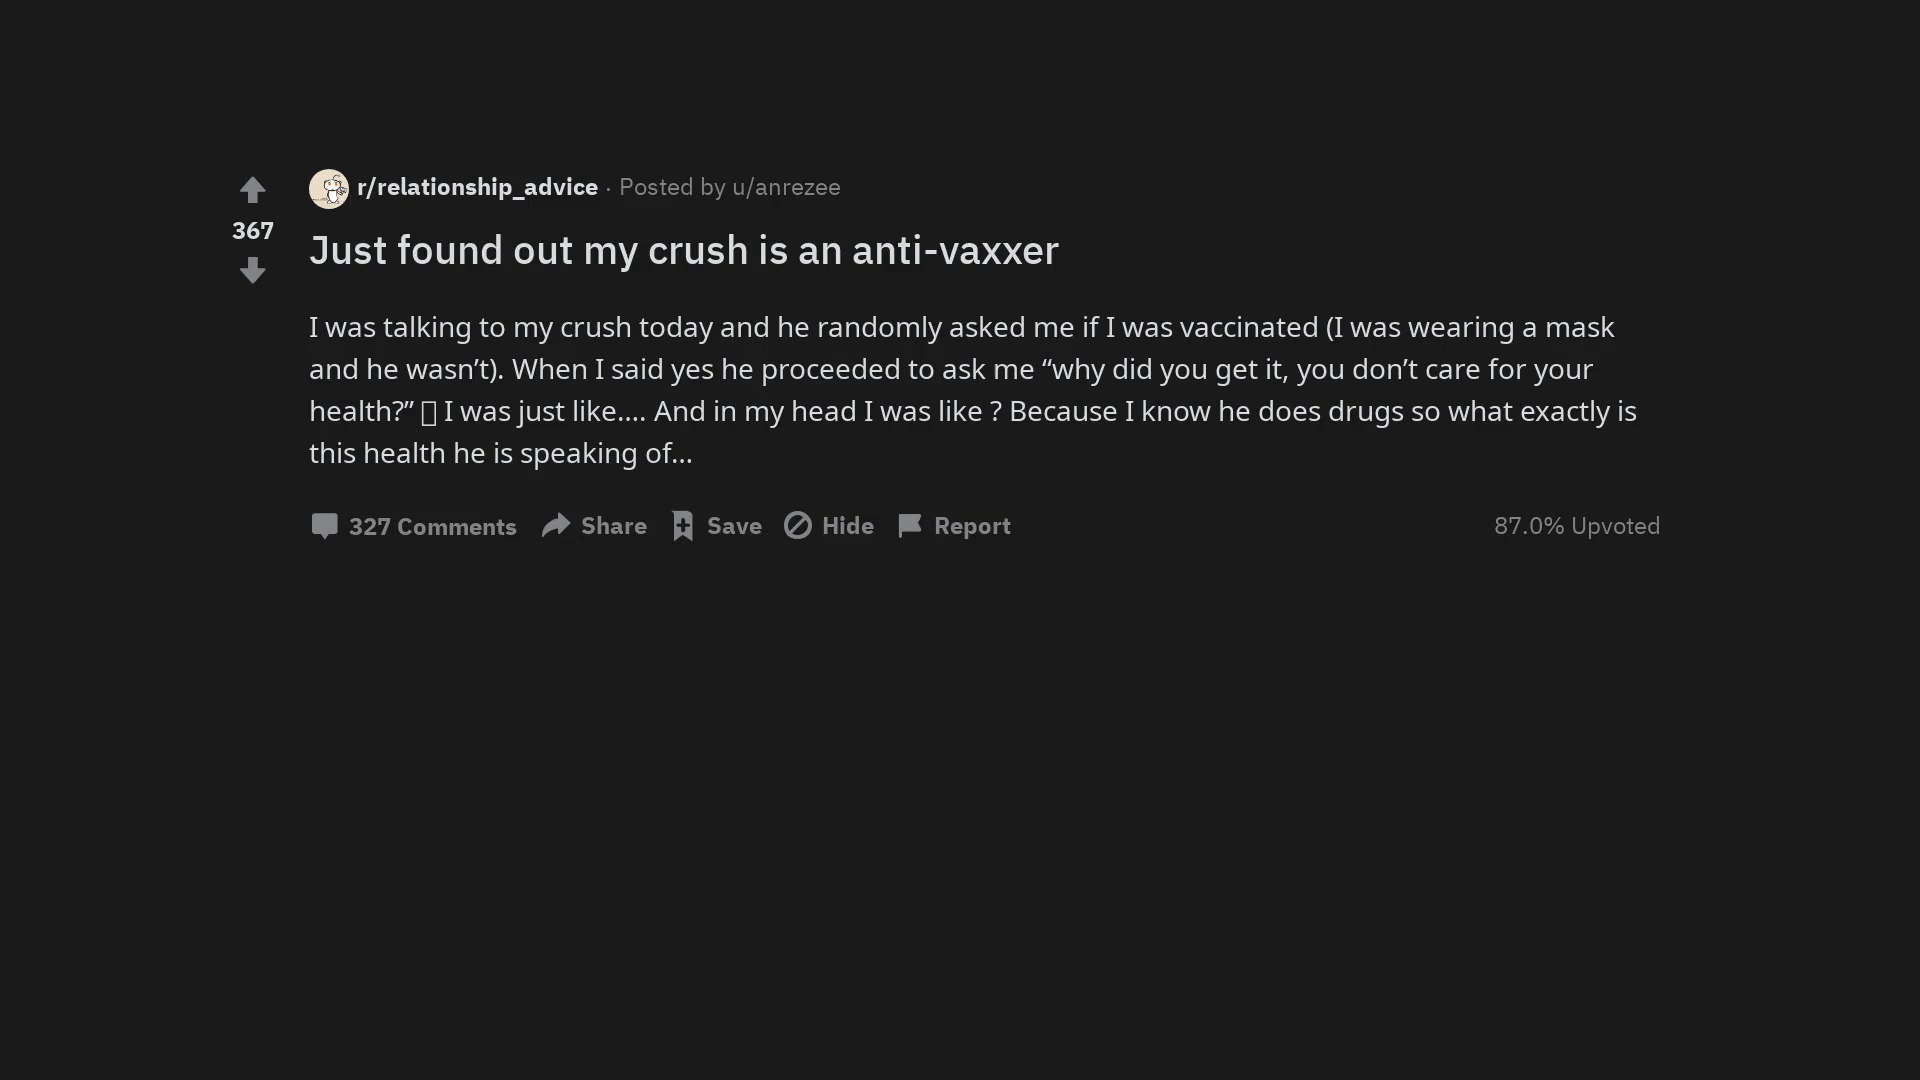 r/relationship_advice · Posted by u/anrezee
367
Just found out my crush is an anti-vaxxer
I was talking to my crush today and he randomly asked me if I was vaccinated (I was wearing a mask
and he wasn’t). When I said yes he proceeded to ask me “why did you get it, you don’t care for your
health?” ▯ I was just like.... And in my head I was like ? Because I know he does drugs so what exactly is
this health he is speaking of...
327 Comments Share Save Hide Report 87.0% Upvoted